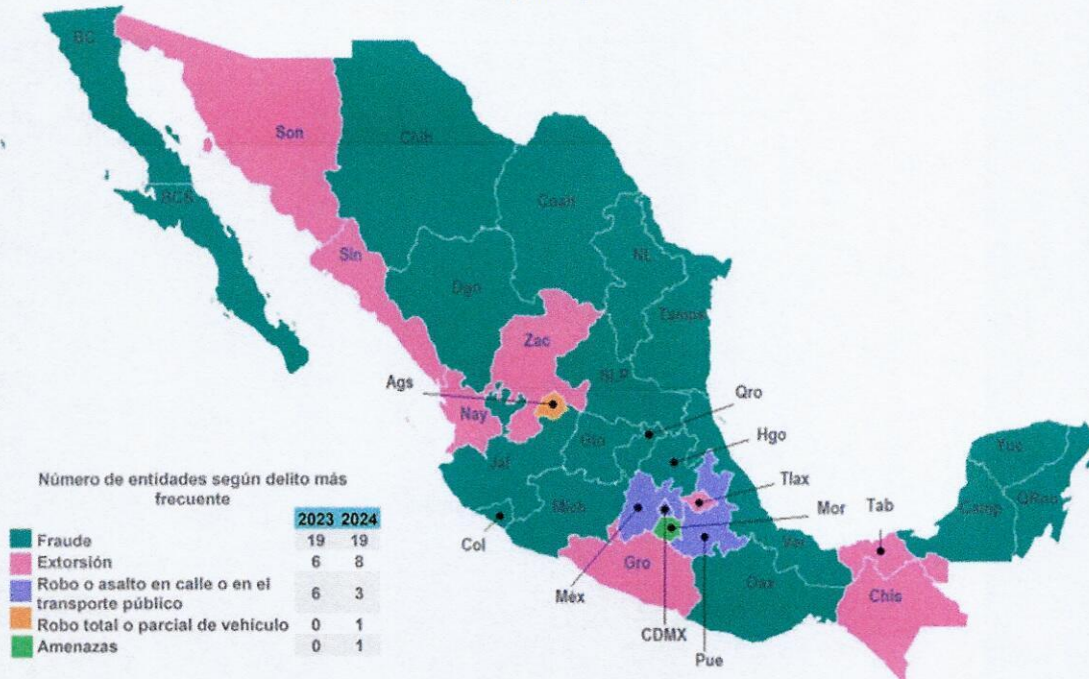 BC
Son
Chih
BCS
Coah
Sin
NL
Dgo
Tamps
Zac
SLP
Ags
Qro
Nay
Gto
Hgo
Yuc
Jal
Tlax
QRoo
Camp
Mich
Mor
Tab
Col
Ver
Gro
Oax
Chis
Méx
CDMX
Pue
Número de entidades según delito más
frecuente
2023 2024
Fraude 19 19
Extorsión 6 8
Robo o asalto en calle o en el
transporte público 6 3
Robo total o parcial de vehículo 0 1
Amenazas 0 1